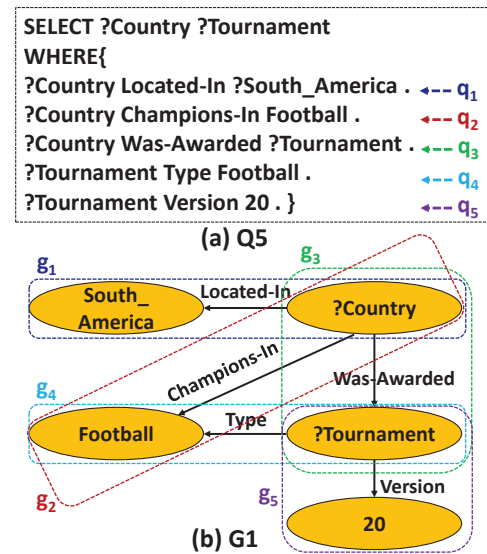 SELECT ?Country ?Tournament
WHERE{
?Country Located-In ?South_America . q1
?Country Champions-In Football . q2
?Country Was-Awarded ?Tournament . q3
?Tournament Type Football . q4
?Tournament Version 20 . } q5
(a) Q5
g1
g3
South_
America
Located-In
?Country
Champions-In
Was-Awarded
g4
Football
Type
?Tournament
g2
g5
Version
20
(b) G1